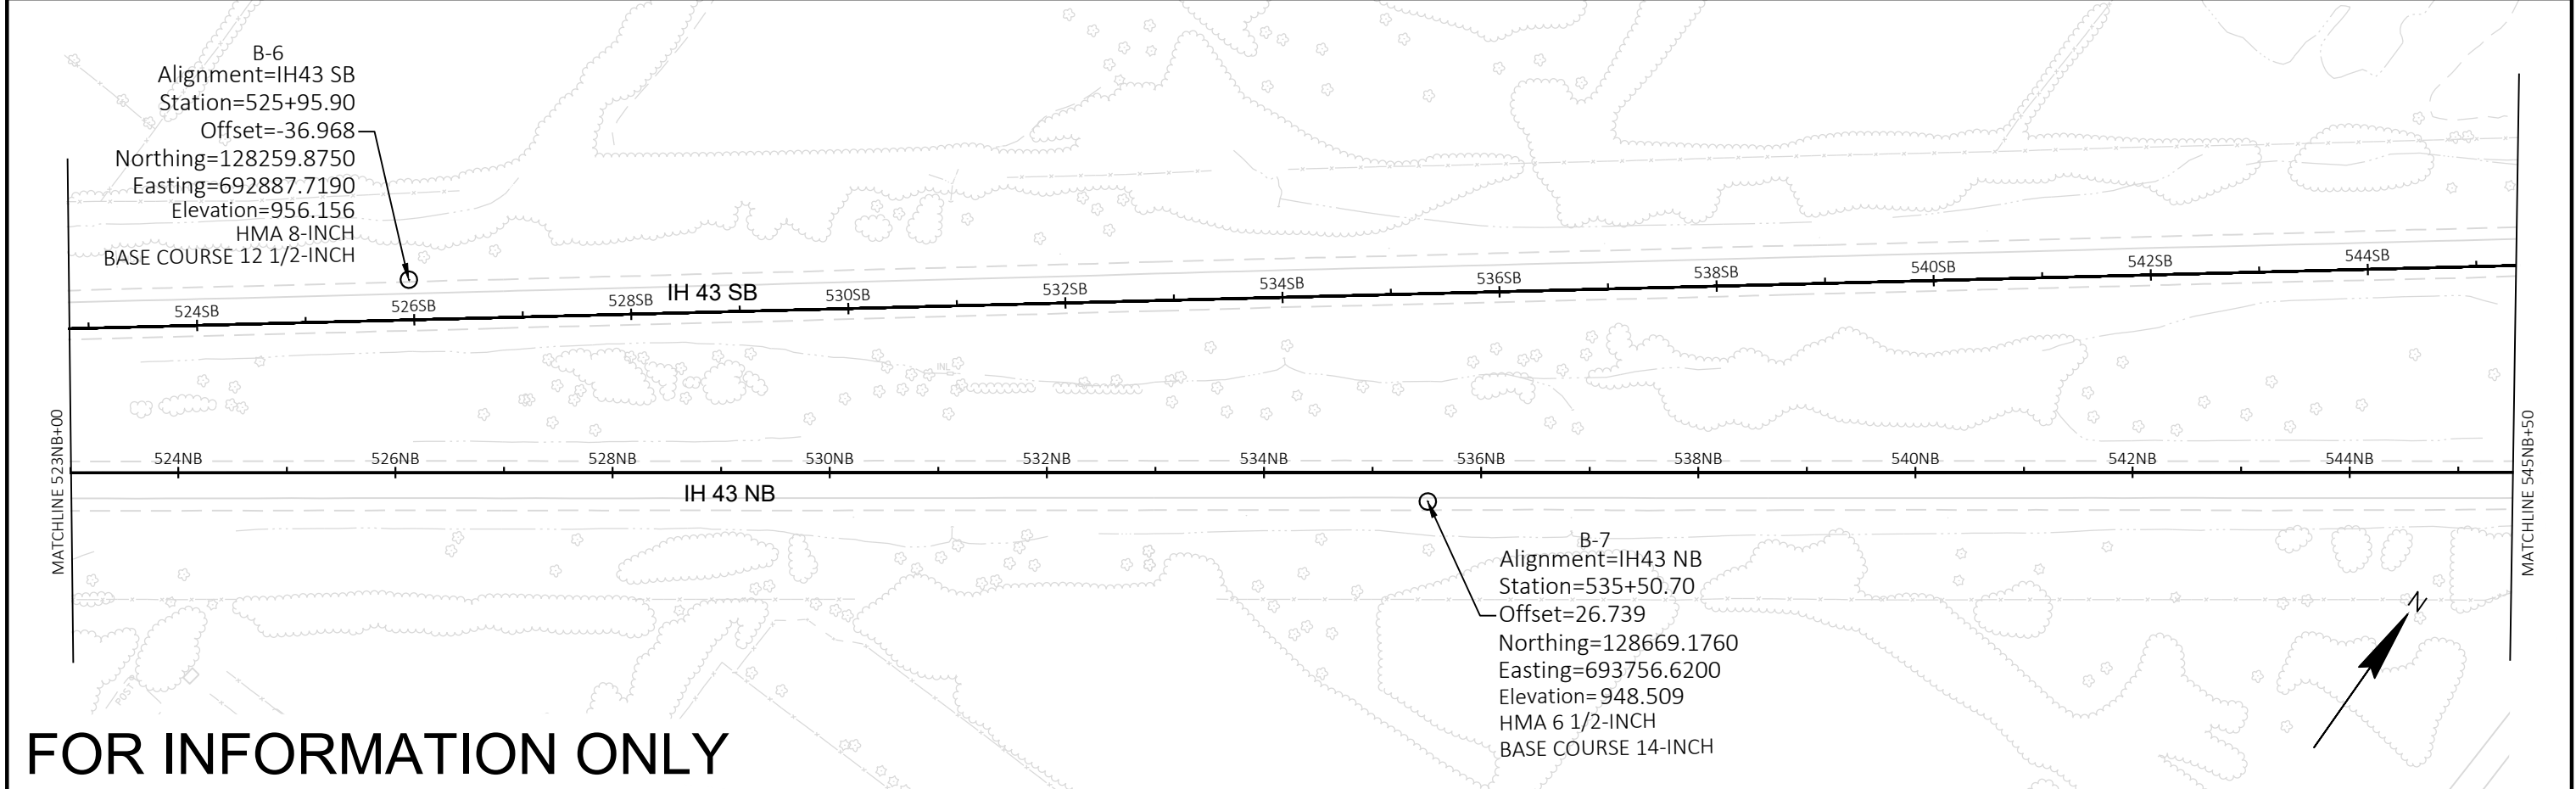 B-6
Alignment=IH43 SB
Station=525+95.90
Offset=-36.968
Northing=128259.8750
Easting=692887.7190
Elevation=956.156
HMA 8-INCH
BASE COURSE 12 1/2-INCH
524SB
526SB
528SB
IH 43 SB
530SB
532SB
534SB
536SB
538SB
540SB
542SB
544SB
INL
MATCHLINE 523NB+00
524NB
526NB
528NB
530NB
532NB
534NB
536NB
538NB
540NB
542NB
544NB
MATCHLINE 545NB+50
IH 43 NB
B-7
Alignment=IH43 NB
Station=535+50.70
Offset=26.739
Northing=128669.1760
Easting=693756.6200
Elevation=948.509
HMA 6 1/2-INCH
BASE COURSE 14-INCH
N
POST
FOR INFORMATION ONLY